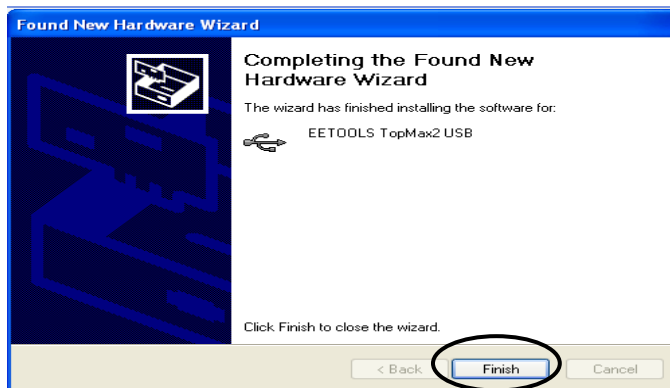 Found New Hardware Wizard
Completing the Found New
Hardware Wizard
The wizard has finished installing the software for:
EETOOLS TopMax2 USB
Click Finish to close the wizard.
< Back
Finish
Cancel